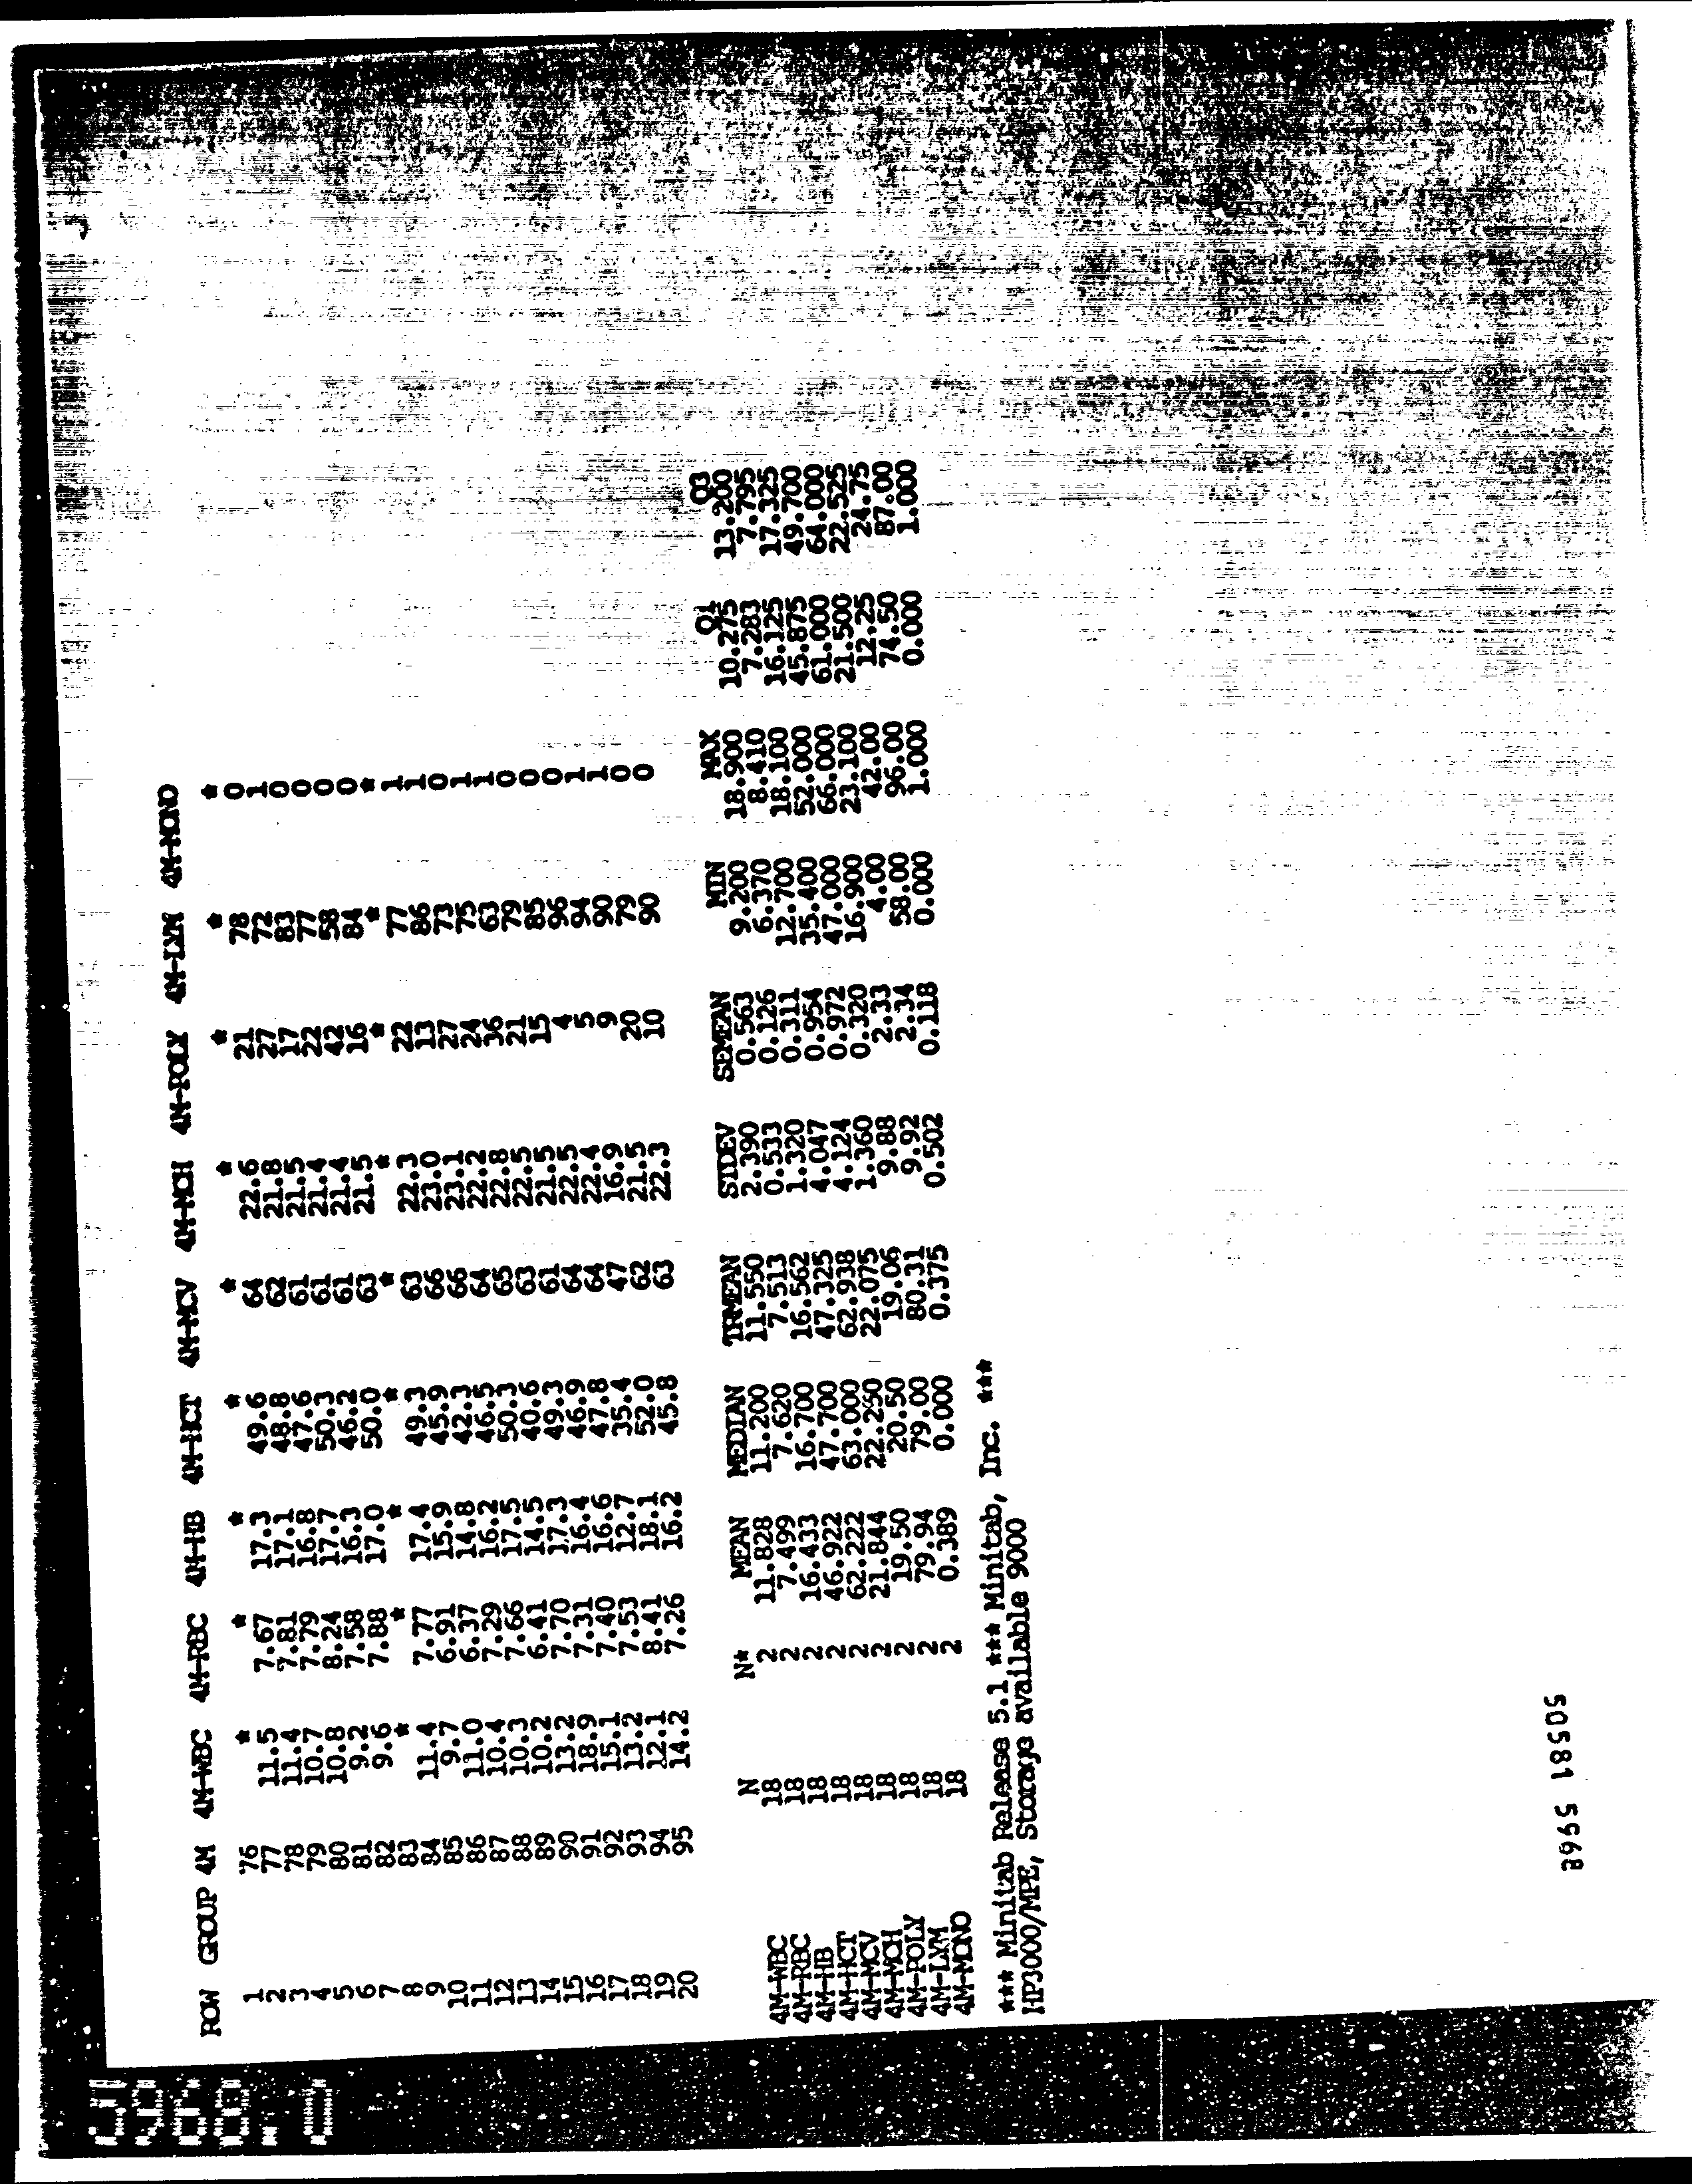 ROW GROUP 4M 4M-WBC 4M-RBC 4M-HB 4M-HCT 4M-MCV 4M-MCH 4M-POLY 4M-LYM 4M-MONO
1 76 * * * * * * * * *
2 77 11.5 7.67 17.3 49.6 64 22.6 21 78 0
3 78 11.4 7.81 17.1 48.8 62 21.8 27 72 1
4 79 10.7 7.79 16.8 47.6 61 21.5 17 83 0
5 80 10.8 8.24 17.7 50.3 61 21.4 22 77 0
6 81 9.2 7.58 16.3 46.2 61 21.4 42 58 0
7 82 9.6 7.88 17.0 50.0 63 21.5 16 84 0
8 83 * * * * * * * * *
9 84 11.4 7.77 17.4 49.3 63 22.3 22 77 1
10 85 9.7 6.91 15.9 45.9 66 23.0 13 86 1
11 86 11.0 6.37 14.8 42.3 66 23.1 27 73 0
12 87 10.4 7.29 16.2 46.5 64 22.2 24 75 1
13 88 10.3 7.66 17.5 50.3 65 22.8 36 63 1
14 89 10.2 6.41 14.5 40.6 63 22.5 21 79 0
15 90 13.2 7.70 17.3 49.3 61 21.5 15 85 0
16 91 18.9 7.31 16.4 46.9 64 22.5 4 96 0
17 92 15.1 7.40 16.6 47.8 64 22.4 5 94 1
18 93 13.2 7.53 12.7 35.4 47 16.9 9 90 1
19 94 12.1 8.41 18.1 52.0 62 21.5 20 79 0
20 95 14.2 7.26 16.2 45.8 63 22.3 10 90 0
N N* MEAN MEDIAN TRMEAN STDEV SEMEAN MIN MAX Q1 Q3
4M-WBC 18 2 11.828 11.200 11.550 2.390 0.563 9.200 18.900 10.275 13.200
4M-RBC 18 2 7.499 7.620 7.513 0.533 0.126 6.370 8.410 7.283 7.795
4M-HB 18 2 16.433 16.700 16.562 1.320 0.311 12.700 18.100 16.125 17.325
4M-HCT 18 2 46.922 47.700 47.325 4.047 0.954 35.400 52.000 45.875 49.700
4M-MCV 18 2 62.222 63.000 62.938 4.124 0.972 47.000 66.000 61.000 64.000
4M-MCH 18 2 21.844 22.250 22.075 1.360 0.320 16.900 23.100 21.500 22.525
4M-POLY 18 2 19.50 20.50 19.06 9.88 2.33 4.00 42.00 12.25 24.75
4M-LYM 18 2 79.94 79.00 80.31 9.92 2.34 58.00 96.00 74.50 87.00
4M-MONO 18 2 0.389 0.000 0.375 0.502 0.118 0.000 1.000 0.000 1.000
*** Minitab Release 5.1 *** Minitab, Inc. ***
HP3000/MPE, Storage available 9000
50581 5968
5968.0